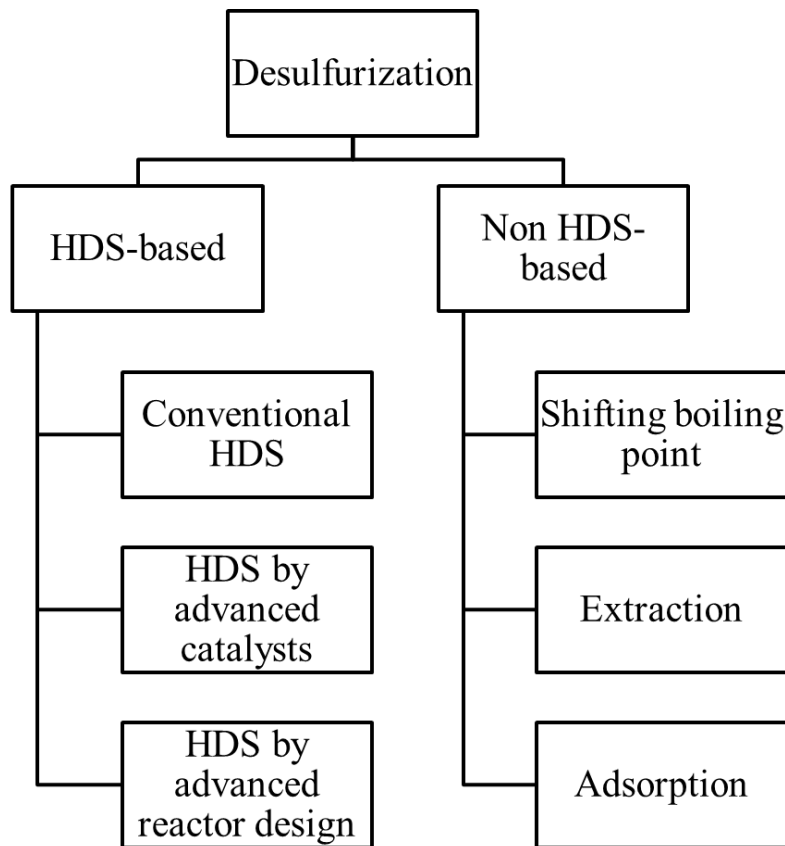 Desulfurization
HDS-based
Non HDS-
based
Conventional
HDS
Shifting boiling
point
HDS by
advanced
catalysts
Extraction
HDS by
advanced
reactor design
Adsorption